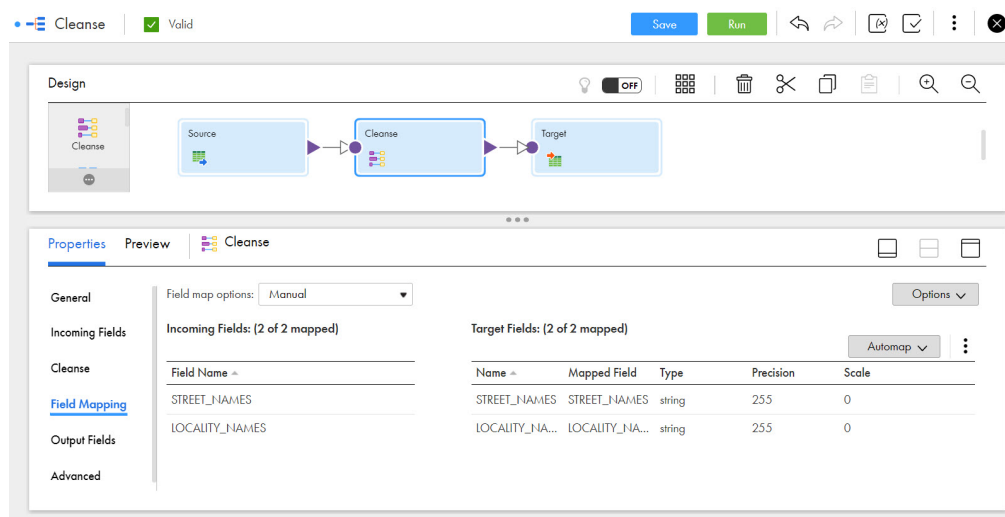 Cleanse Valid Save Run
Design OFF
Cleanse
Source Cleanse Target
Properties Preview Cleanse
General
Incoming Fields
Cleanse
Field Mapping
Output Fields
Advanced
Field map options: Manual Options
Incoming Fields: (2 of 2 mapped)
Field Name
STREET_NAMES
LOCALITY_NAMES
Target Fields: (2 of 2 mapped)
Automap
Name Mapped Field Type Precision Scale
STREET_NAMES STREET_NAMES string 255 0
LOCALITY_NA... LOCALITY_NA... string 255 0